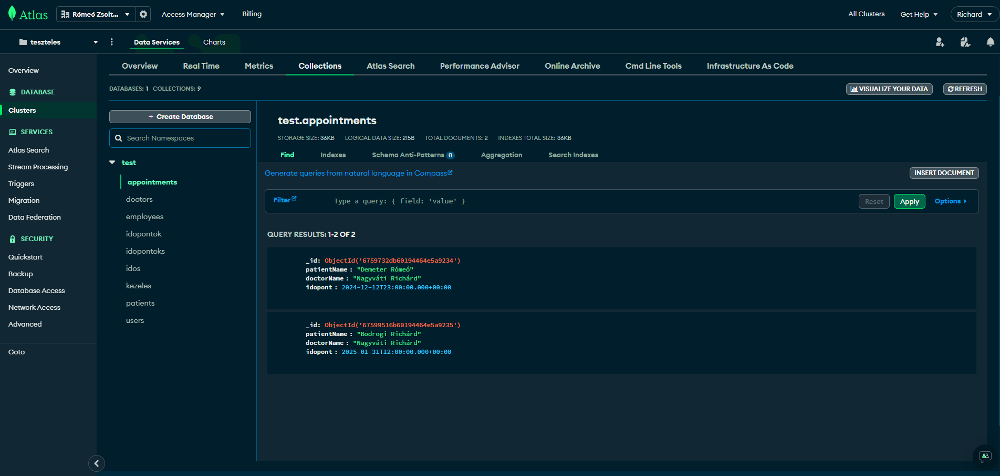 Atlas
Rómeó Zsolt...
Access Manager
Billing
All Clusters
Get Help
Richard
teszteles
Data Services
Charts
Overview
DATABASE
Clusters
SERVICES
Atlas Search
Stream Processing
Triggers
Migration
Data Federation
SECURITY
Quickstart
Backup
Database Access
Network Access
Advanced
Goto
Overview
Real Time
Metrics
Collections
Atlas Search
Performance Advisor
Online Archive
Cmd Line Tools
Infrastructure As Code
DATABASES: 1 COLLECTIONS: 9
VISUALIZE YOUR DATA
REFRESH
+ Create Database
Search Namespaces
test
appointments
doctors
employees
idopontok
idopontoks
idos
kezeles
patients
users
test.appointments
STORAGE SIZE: 36KB LOGICAL DATA SIZE: 215B TOTAL DOCUMENTS: 2 INDEXES TOTAL SIZE: 36KB
Find
Indexes
Schema Anti-Patterns 0
Aggregation
Search Indexes
Generate queries from natural language in Compass
INSERT DOCUMENT
Filter
Type a query: { field: 'value' }
Reset
Apply
Options
QUERY RESULTS: 1-2 OF 2
_id: ObjectId('6759732db60194464e5a9234')
patientName : "Demeter Rómeó"
doctorName : "Nagyváti Richárd"
idopont : 2024-12-12T23:00:00.000+00:00
_id: ObjectId('67599516b60194464e5a9235')
patientName : "Bodrogi Richárd"
doctorName : "Nagyváti Richárd"
idopont : 2025-01-31T12:00:00.000+00:00